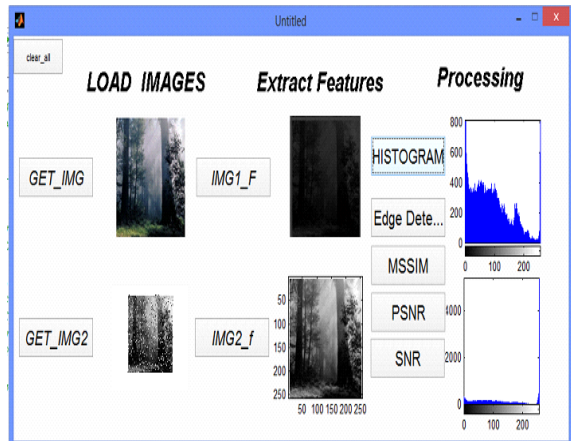 Untitled
clear_all
LOAD IMAGES
Extract Features
Processing
GET_IMG
IMG1_F
HISTOGRAM
Edge Dete...
MSSIM
PSNR
SNR
GET_IMG2
IMG2_f
800
600
400
200
0
0 100 200
50
100
150
200
250
50 100 150 200 250
4000
2000
0
0 100 200